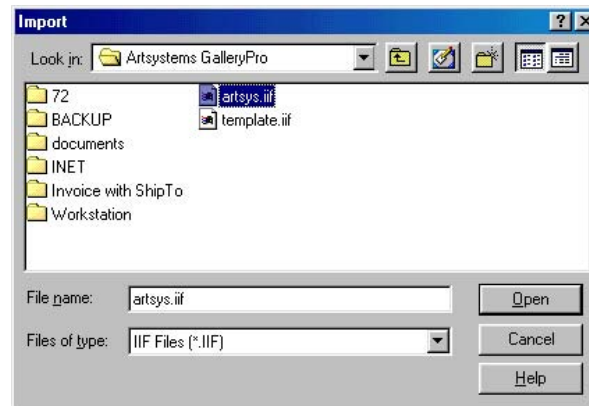 Import
Look in: Artsystems GalleryPro
72
BACKUP
documents
INET
Invoice with ShipTo
Workstation
artsys.iif
template.iif
File name: artsys.iif
Open
Files of type: IIF Files (*.IIF)
Cancel
Help